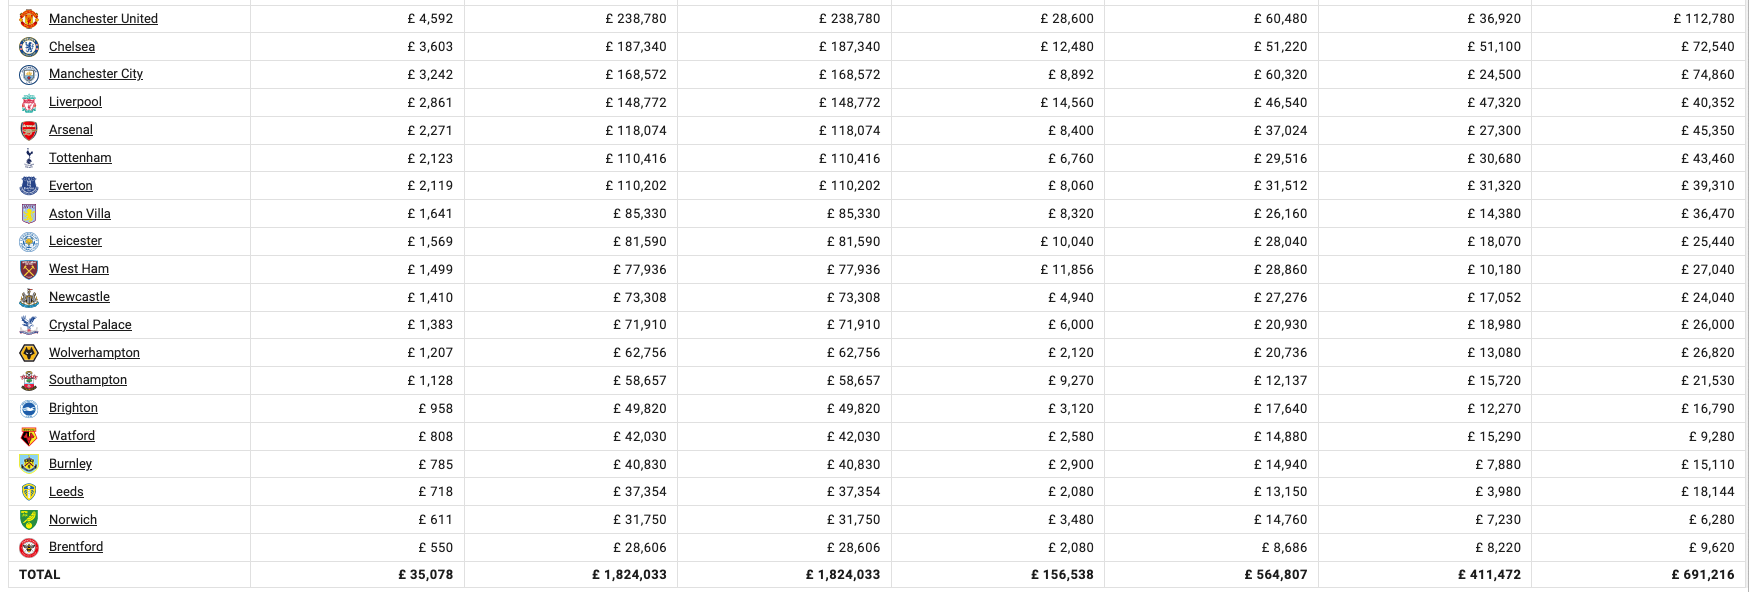 Manchester United £ 4,592 £ 238,780 £ 238,780 £ 28,600 £ 60,480 £ 36,920 £ 112,780
Chelsea £ 3,603 £ 187,340 £ 187,340 £ 12,480 £ 51,220 £ 51,100 £ 72,540
Manchester City £ 3,242 £ 168,572 £ 168,572 £ 8,892 £ 60,320 £ 24,500 £ 74,860
Liverpool £ 2,861 £ 148,772 £ 148,772 £ 14,560 £ 46,540 £ 47,320 £ 40,352
Arsenal £ 2,271 £ 118,074 £ 118,074 £ 8,400 £ 37,024 £ 27,300 £ 45,350
Tottenham £ 2,123 £ 110,416 £ 110,416 £ 6,760 £ 29,516 £ 30,680 £ 43,460
Everton £ 2,119 £ 110,202 £ 110,202 £ 8,060 £ 31,512 £ 31,320 £ 39,310
Aston Villa £ 1,641 £ 85,330 £ 85,330 £ 8,320 £ 26,160 £ 14,380 £ 36,470
Leicester £ 1,569 £ 81,590 £ 81,590 £ 10,040 £ 28,040 £ 18,070 £ 25,440
West Ham £ 1,499 £ 77,936 £ 77,936 £ 11,856 £ 28,860 £ 10,180 £ 27,040
Newcastle £ 1,410 £ 73,308 £ 73,308 £ 4,940 £ 27,276 £ 17,052 £ 24,040
Crystal Palace £ 1,383 £ 71,910 £ 71,910 £ 6,000 £ 20,930 £ 18,980 £ 26,000
Wolverhampton £ 1,207 £ 62,756 £ 62,756 £ 2,120 £ 20,736 £ 13,080 £ 26,820
Southampton £ 1,128 £ 58,657 £ 58,657 £ 9,270 £ 12,137 £ 15,720 £ 21,530
Brighton £ 958 £ 49,820 £ 49,820 £ 3,120 £ 17,640 £ 12,270 £ 16,790
Watford £ 808 £ 42,030 £ 42,030 £ 2,580 £ 14,880 £ 15,290 £ 9,280
Burnley £ 785 £ 40,830 £ 40,830 £ 2,900 £ 14,940 £ 7,880 £ 15,110
Leeds £ 718 £ 37,354 £ 37,354 £ 2,080 £ 13,150 £ 3,980 £ 18,144
Norwich £ 611 £ 31,750 £ 31,750 £ 3,480 £ 14,760 £ 7,230 £ 6,280
Brentford £ 550 £ 28,606 £ 28,606 £ 2,080 £ 8,686 £ 8,220 £ 9,620
TOTAL £ 35,078 £ 1,824,033 £ 1,824,033 £ 156,538 £ 564,807 £ 411,472 £ 691,216